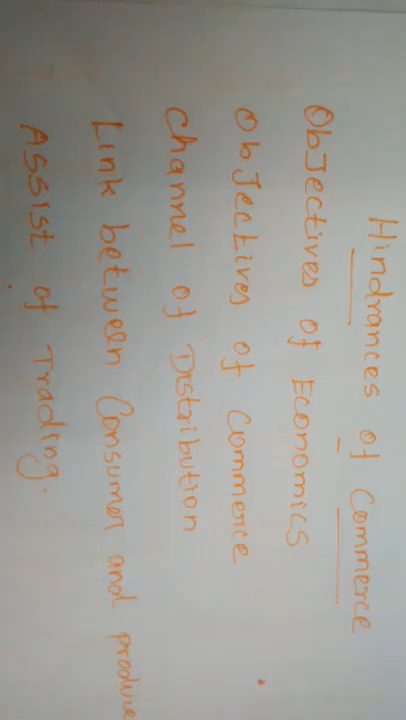 Hindrances of Commerce
Objectives of Economics
Objectives of Commerce
Channel of Distribution
Link between Consumer and
Assist of Trading.